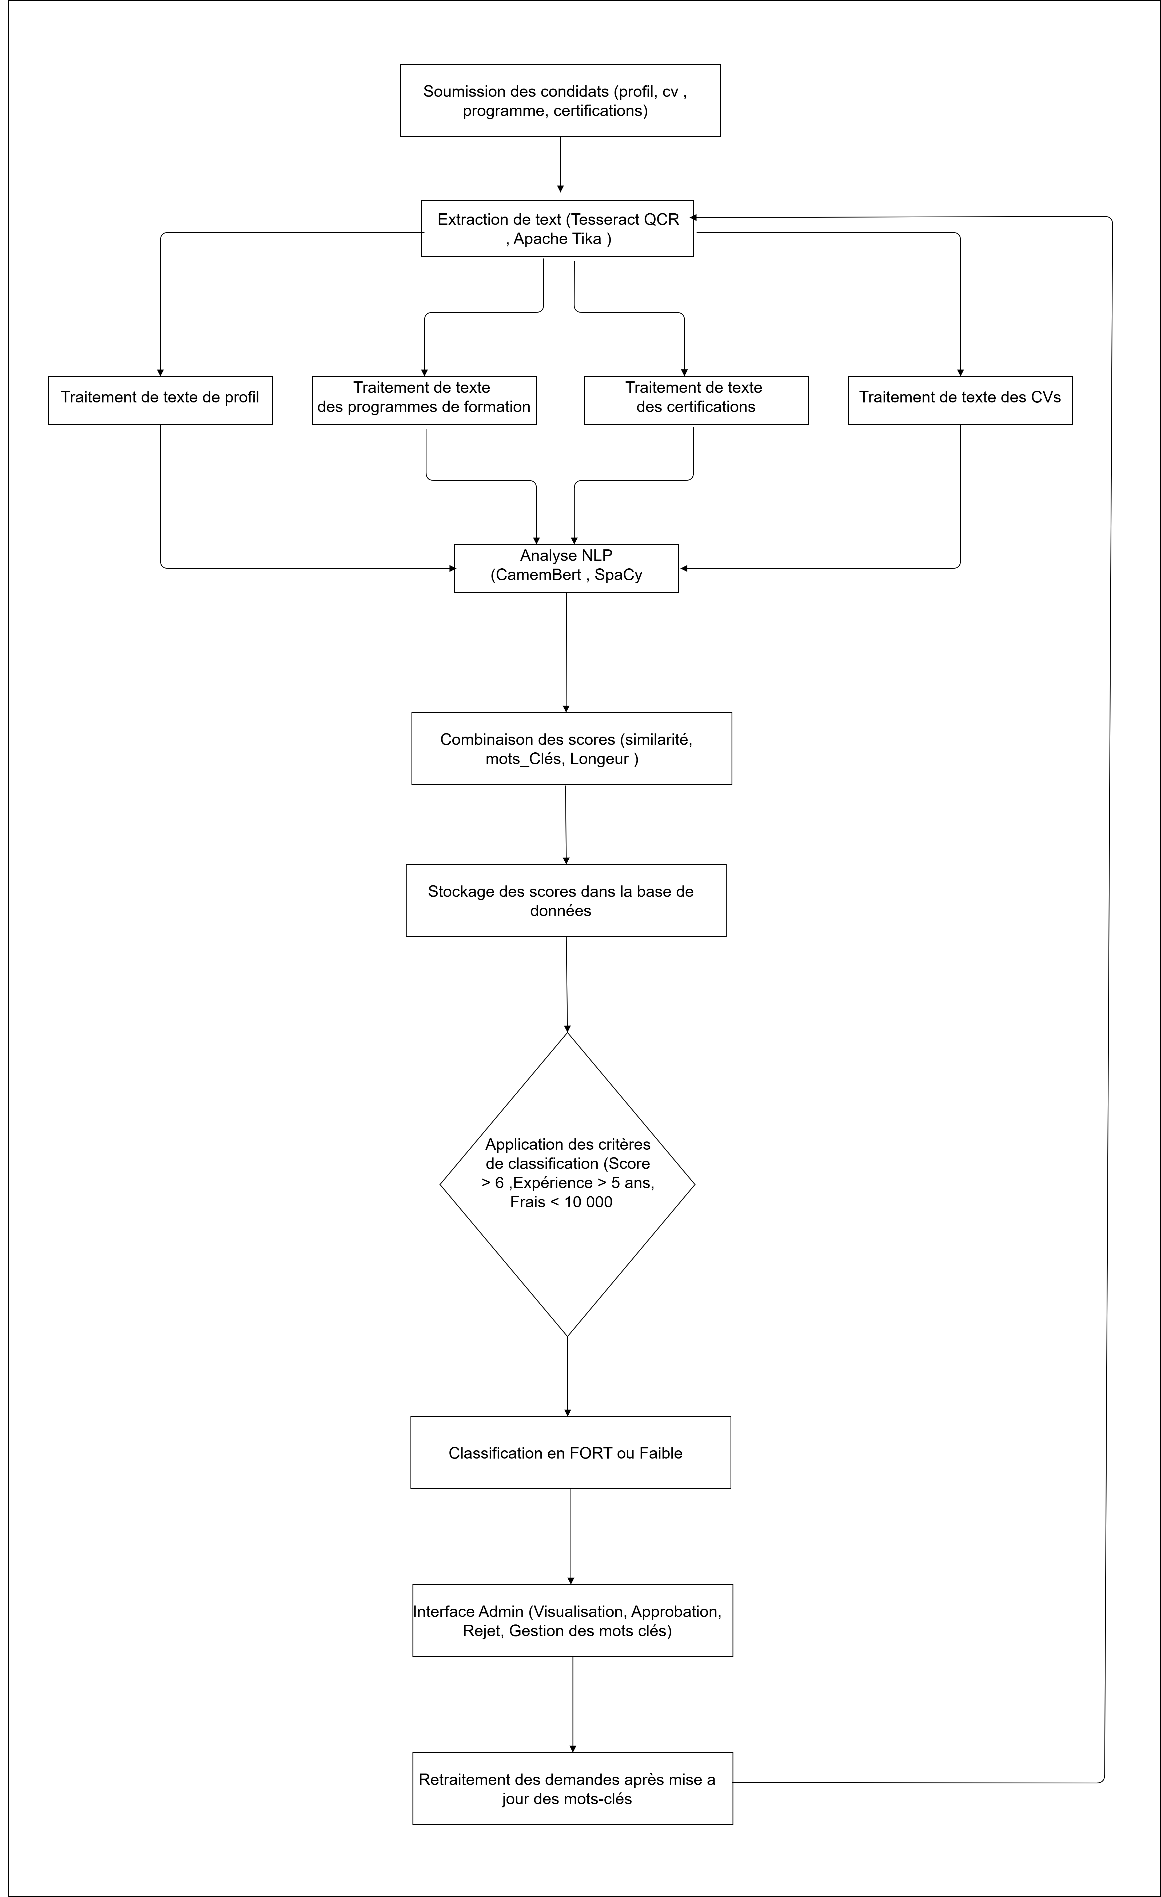 Soumission des condidats (profil, cv ,
programme, certifications)
Extraction de text (Tesseract QCR
, Apache Tika )
Traitement de texte de profil
Traitement de texte
des programmes de formation
Traitement de texte
des certifications
Traitement de texte des CVs
Analyse NLP
(CamemBert , SpaCy
Combinaison des scores (similarité,
mots_Clés, Longeur )
Stockage des scores dans la base de
données
Application des critères
de classification (Score
> 6 ,Expérience > 5 ans,
Frais < 10 000
Classification en FORT ou Faible
Interface Admin (Visualisation, Approbation,
Rejet, Gestion des mots clés)
Retraitement des demandes après mise a
jour des mots-clés